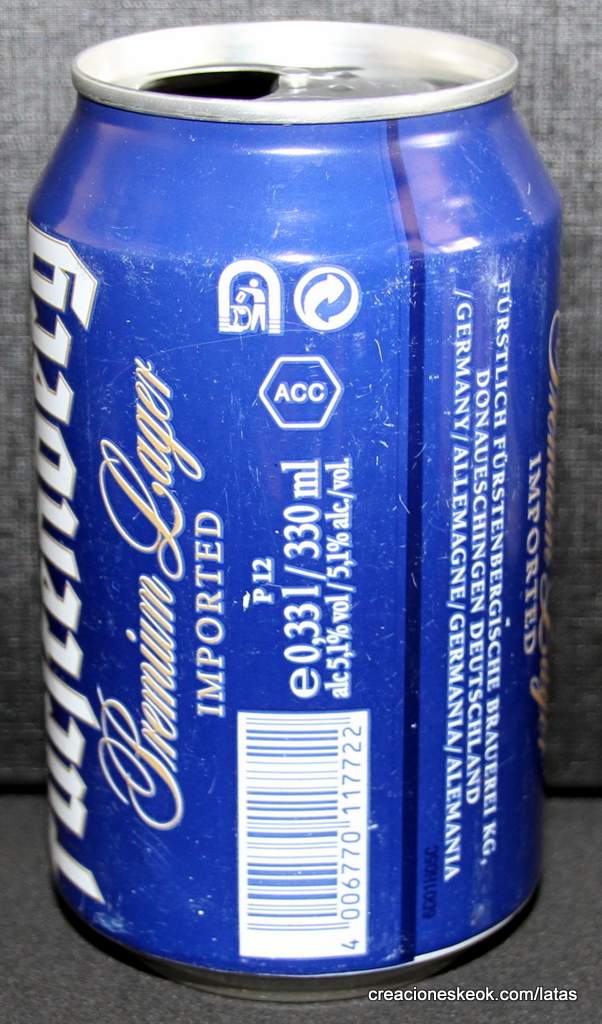 Fürstenberg
Premium Lager
IMPORTED
ACC
P 12
e 0,33 l / 330 ml
alc 5,1% vol / 5,1% alc./vol.
4 006770 117722
FÜRSTLICH FÜRSTENBERGISCHE BRAUEREI KG,
DONAUESCHINGEN DEUTSCHLAND
/GERMANY/ALLEMAGNE/GERMANIA/ALEMANIA
IMPORTED
creacioneskeok.com/latas